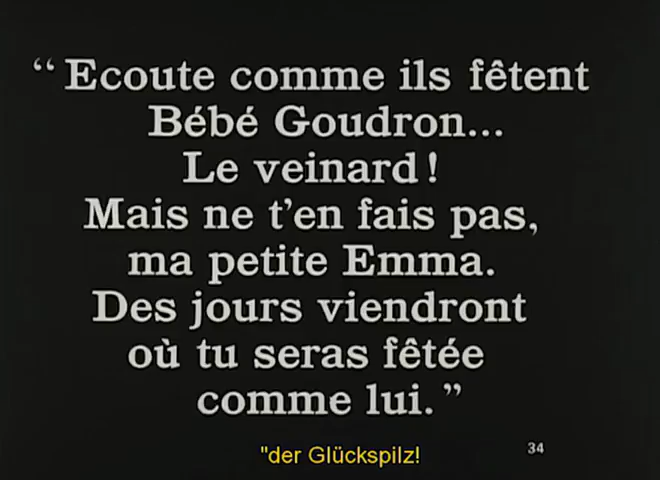 “ Ecoute comme ils fêtent
Bébé Goudron...
Le veinard !
Mais ne t'en fais pas,
ma petite Emma.
Des jours viendront
où tu seras fêtée
comme lui. ”
"der Glückspilz!
34